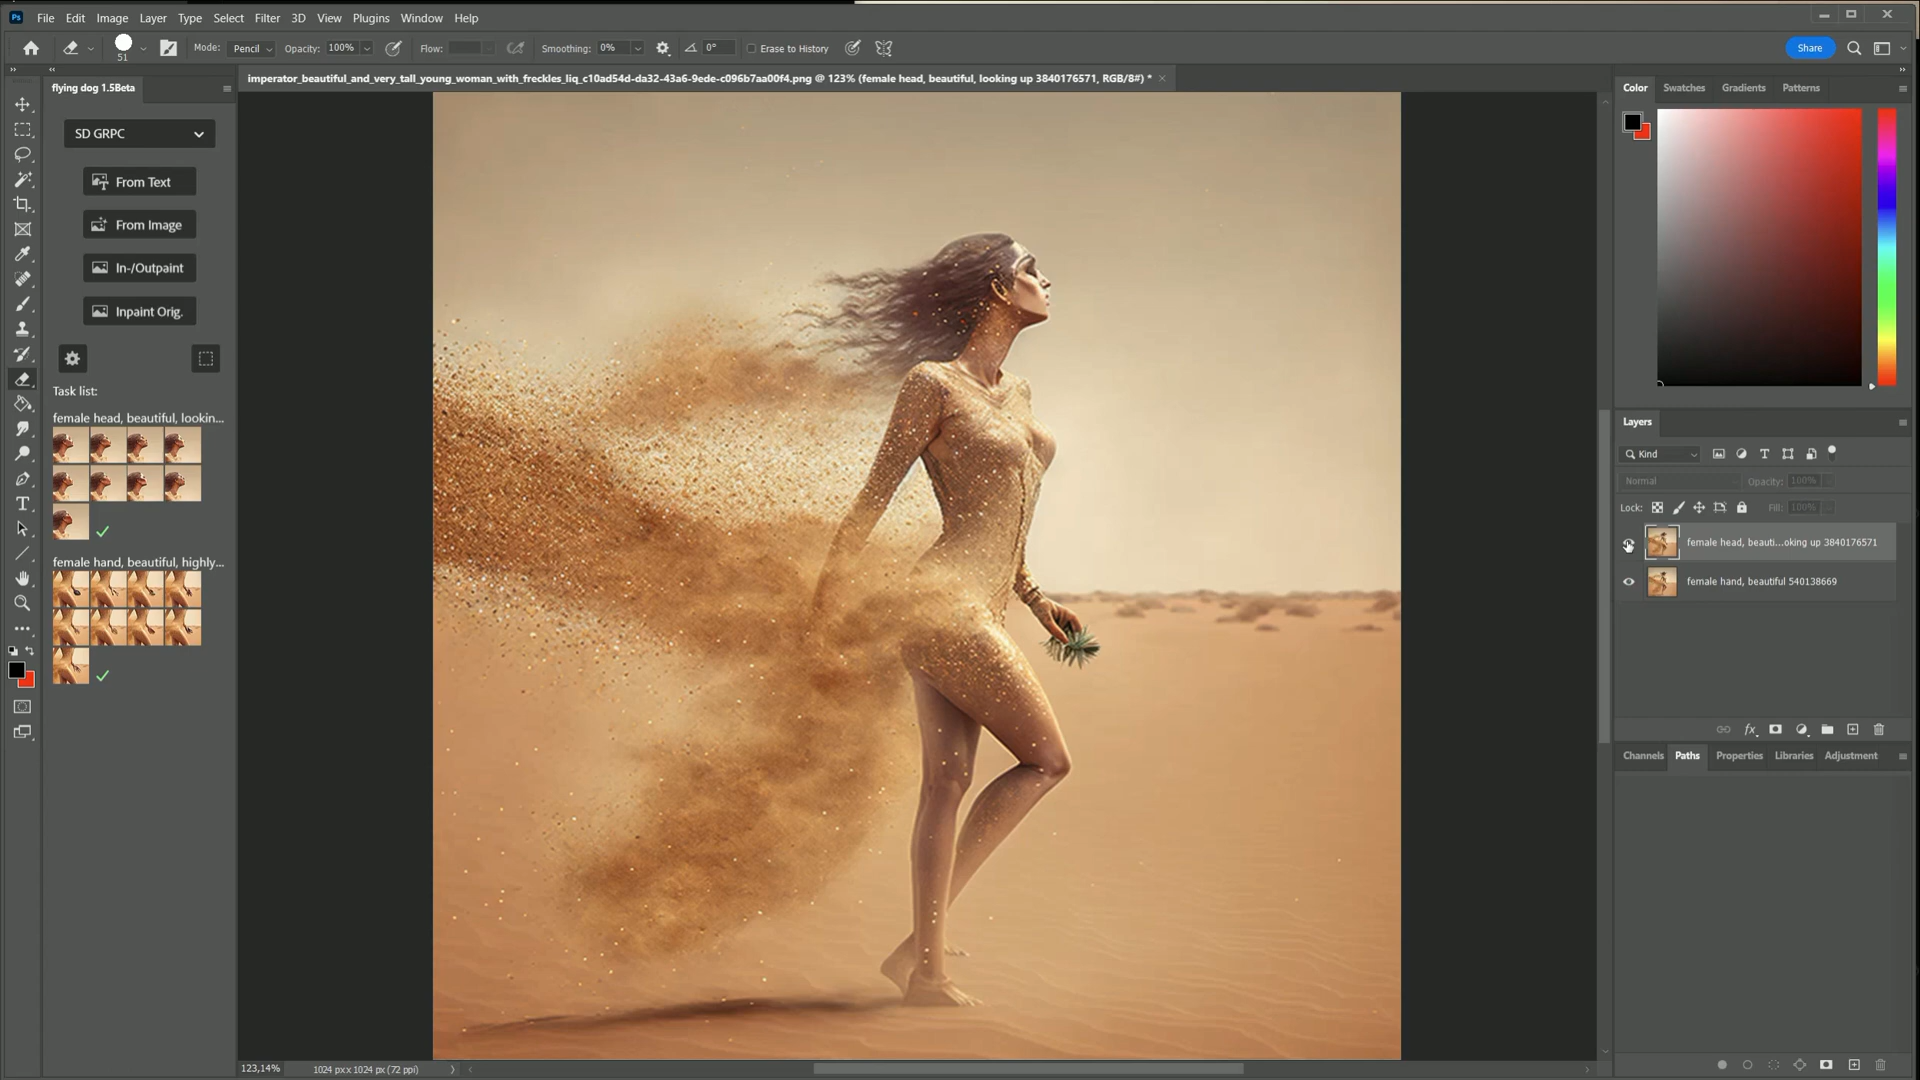 Ps File Edit Image Layer Type Select Filter 3D View Plugins Window Help
51 Mode: Pencil Opacity: 100% Flow: Smoothing: 0% 0° Erase to History Share
flying dog 1.5Beta
imperator_beautiful_and_very_tall_young_woman_with_freckles_liq_c10ad54d-da32-43a6-9ede-c096b7aa00f4.png @ 123% (female head, beautiful, looking up 3840176571, RGB/8#) *
SD GRPC
From Text
From Image
In-/Outpaint
Inpaint Orig.
Task list:
female head, beautiful, lookin...
female hand, beautiful, highly...
Color Swatches Gradients Patterns
Layers
Kind
Normal Opacity: 100%
Lock: Fill: 100%
female head, beauti...oking up 3840176571
female hand, beautiful 540138669
Channels Paths Properties Libraries Adjustment
123,14% 1024 px x 1024 px (72 ppi)